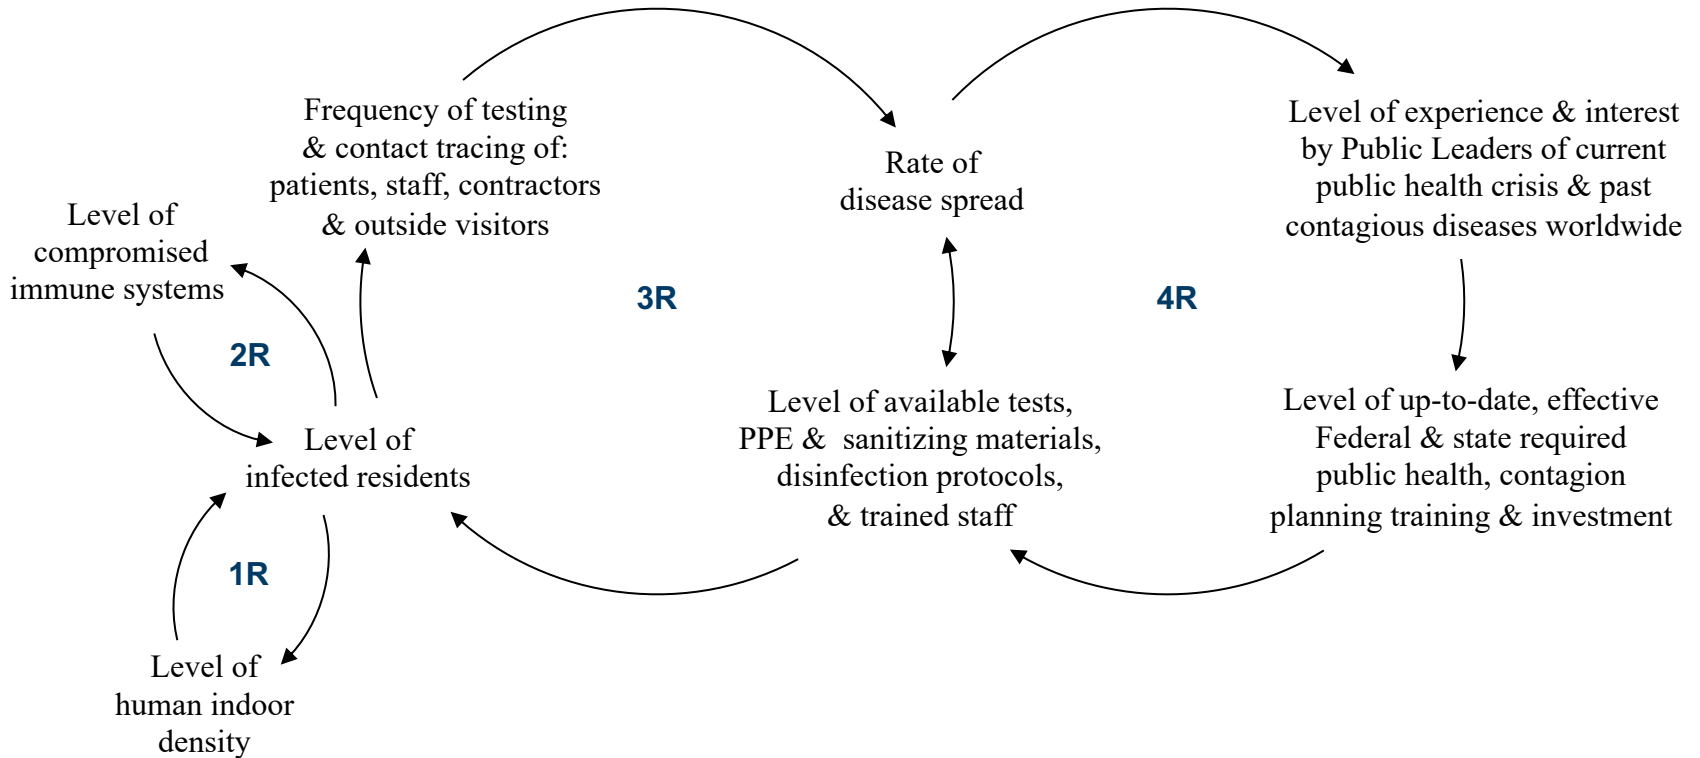 Frequency of testing
& contact tracing of:
patients, staff, contractors
& outside visitors
Rate of
disease spread
Level of experience & interest
by Public Leaders of current
public health crisis & past
contagious diseases worldwide
Level of
compromised
immune systems
2R
3R
4R
Level of
infected residents
Level of available tests,
PPE & sanitizing materials,
disinfection protocols,
& trained staff
Level of up-to-date, effective
Federal & state required
public health, contagion
planning training & investment
1R
Level of
human indoor
density